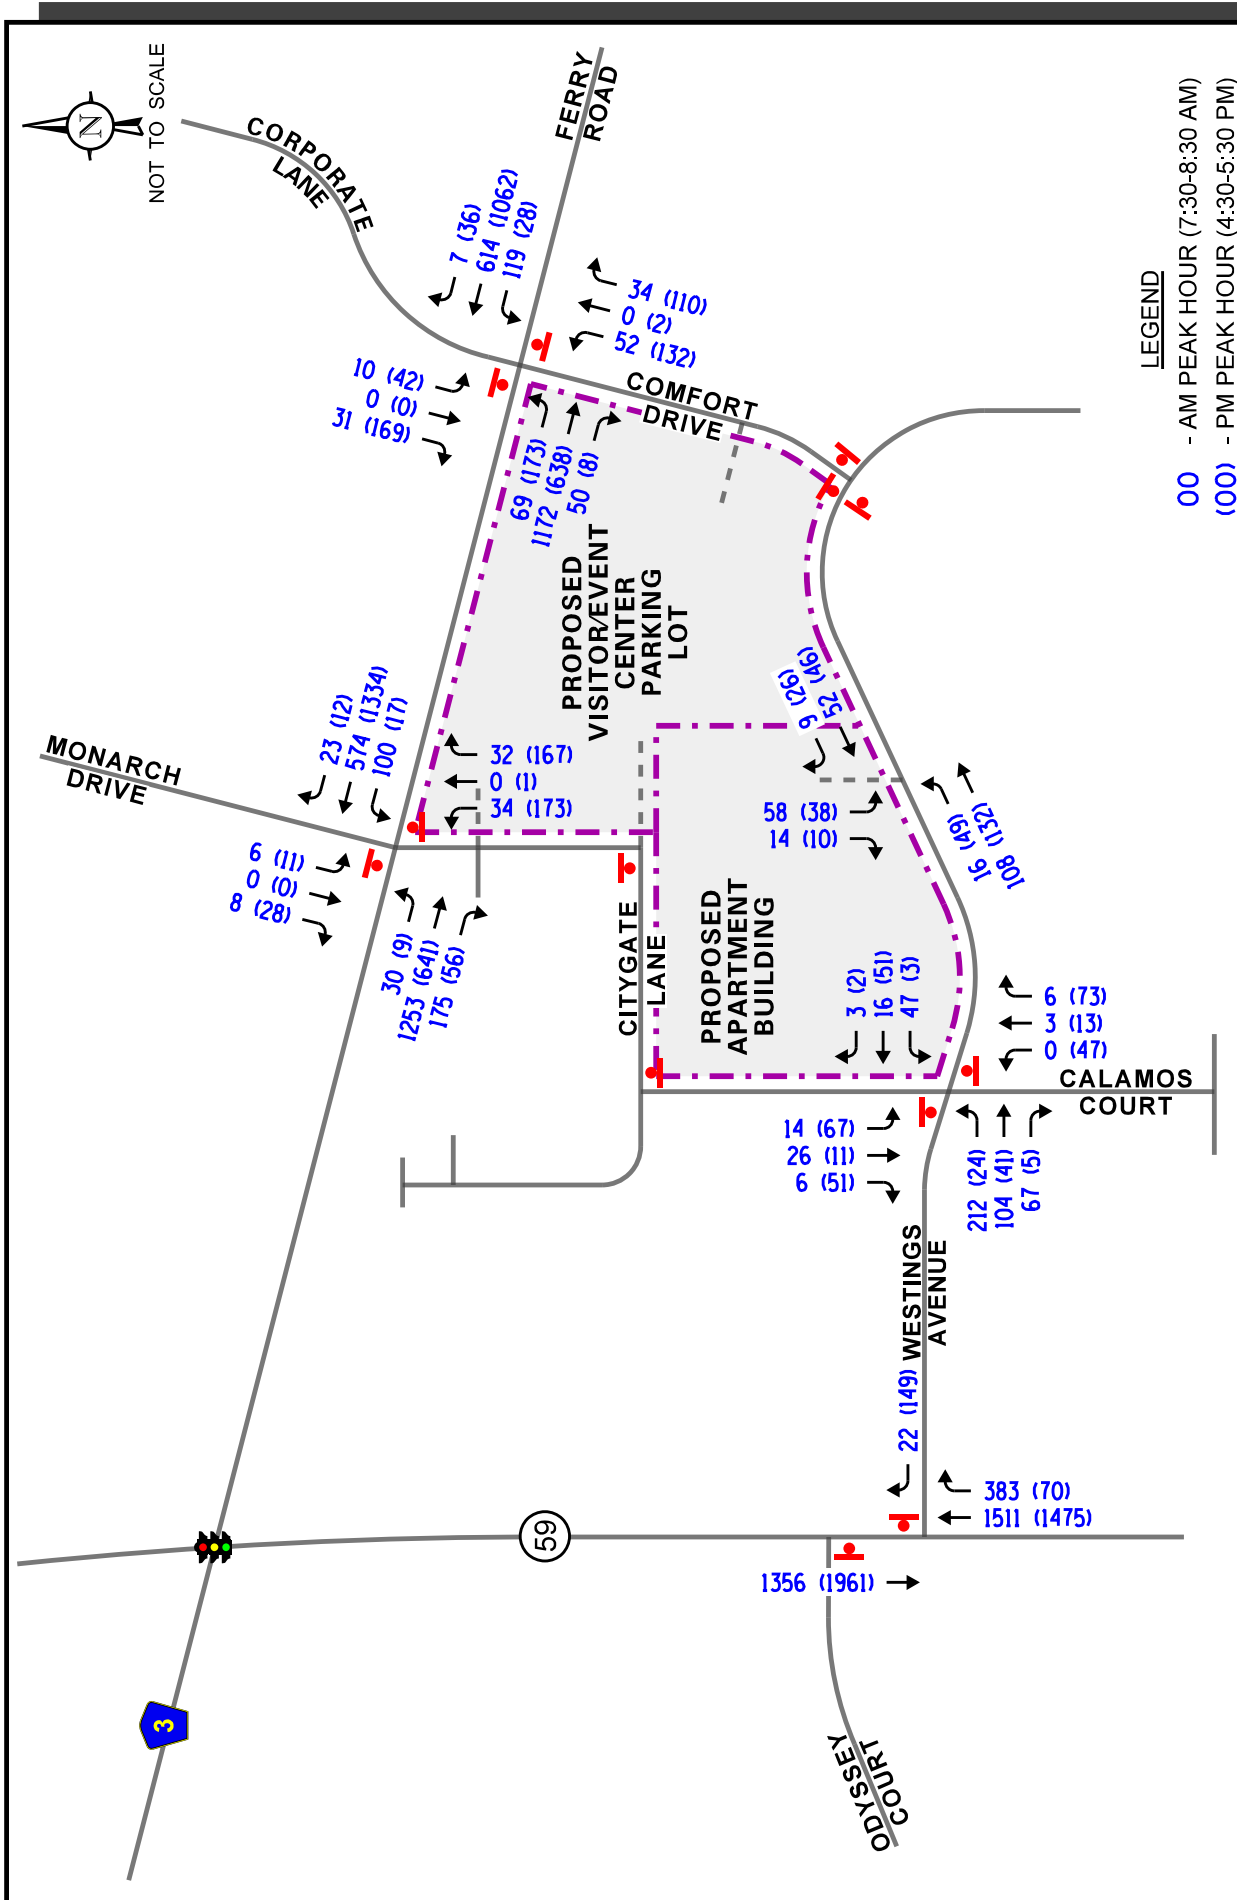 NOT TO SCALE
N
CORPORATE
LANE
FERRY
ROAD
7 (36)
614 (1062)
119 (28)
34 (110)
0 (2)
52 (132)
10 (42)
0 (0)
31 (169)
COMFORT
DRIVE
69 (173)
1172 (638)
50 (8)
LEGEND
00 - AM PEAK HOUR (7:30-8:30 AM)
(00) - PM PEAK HOUR (4:30-5:30 PM)
PROPOSED
VISITOR/EVENT
CENTER
PARKING
LOT
MONARCH
DRIVE
23 (12)
574 (1334)
100 (17)
32 (167)
0 (1)
34 (173)
6 (11)
0 (0)
8 (28)
30 (9)
1253 (641)
175 (56)
9 (26)
52 (46)
58 (38)
14 (10)
16 (49)
108 (132)
CITYGATE
LANE
PROPOSED
APARTMENT
BUILDING
3 (2)
16 (51)
47 (3)
6 (73)
3 (13)
0 (47)
CALAMOS
COURT
14 (67)
26 (11)
6 (51)
212 (24)
104 (41)
67 (5)
WESTINGS
AVENUE
22 (149)
383 (70)
1511 (1475)
59
1356 (1961)
3
ODYSSEY
COURT